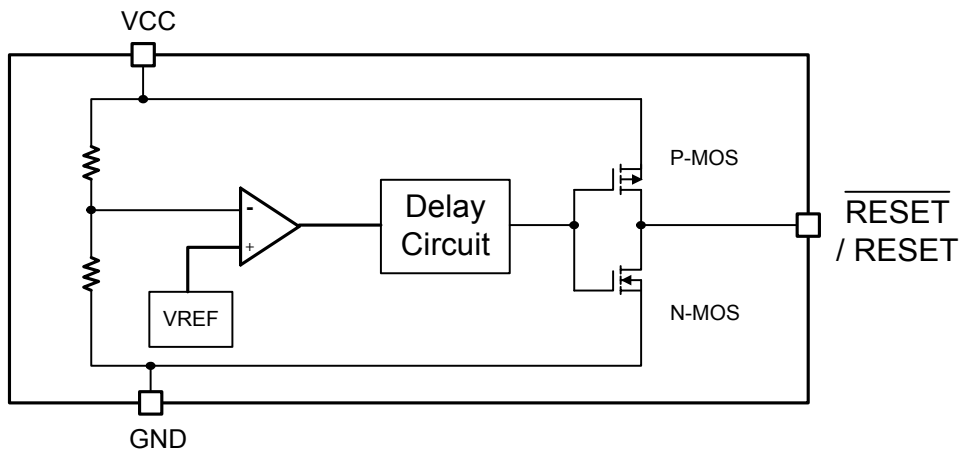 VCC
P-MOS
-
+
Delay
Circuit
RESET
/ RESET
VREF
N-MOS
GND